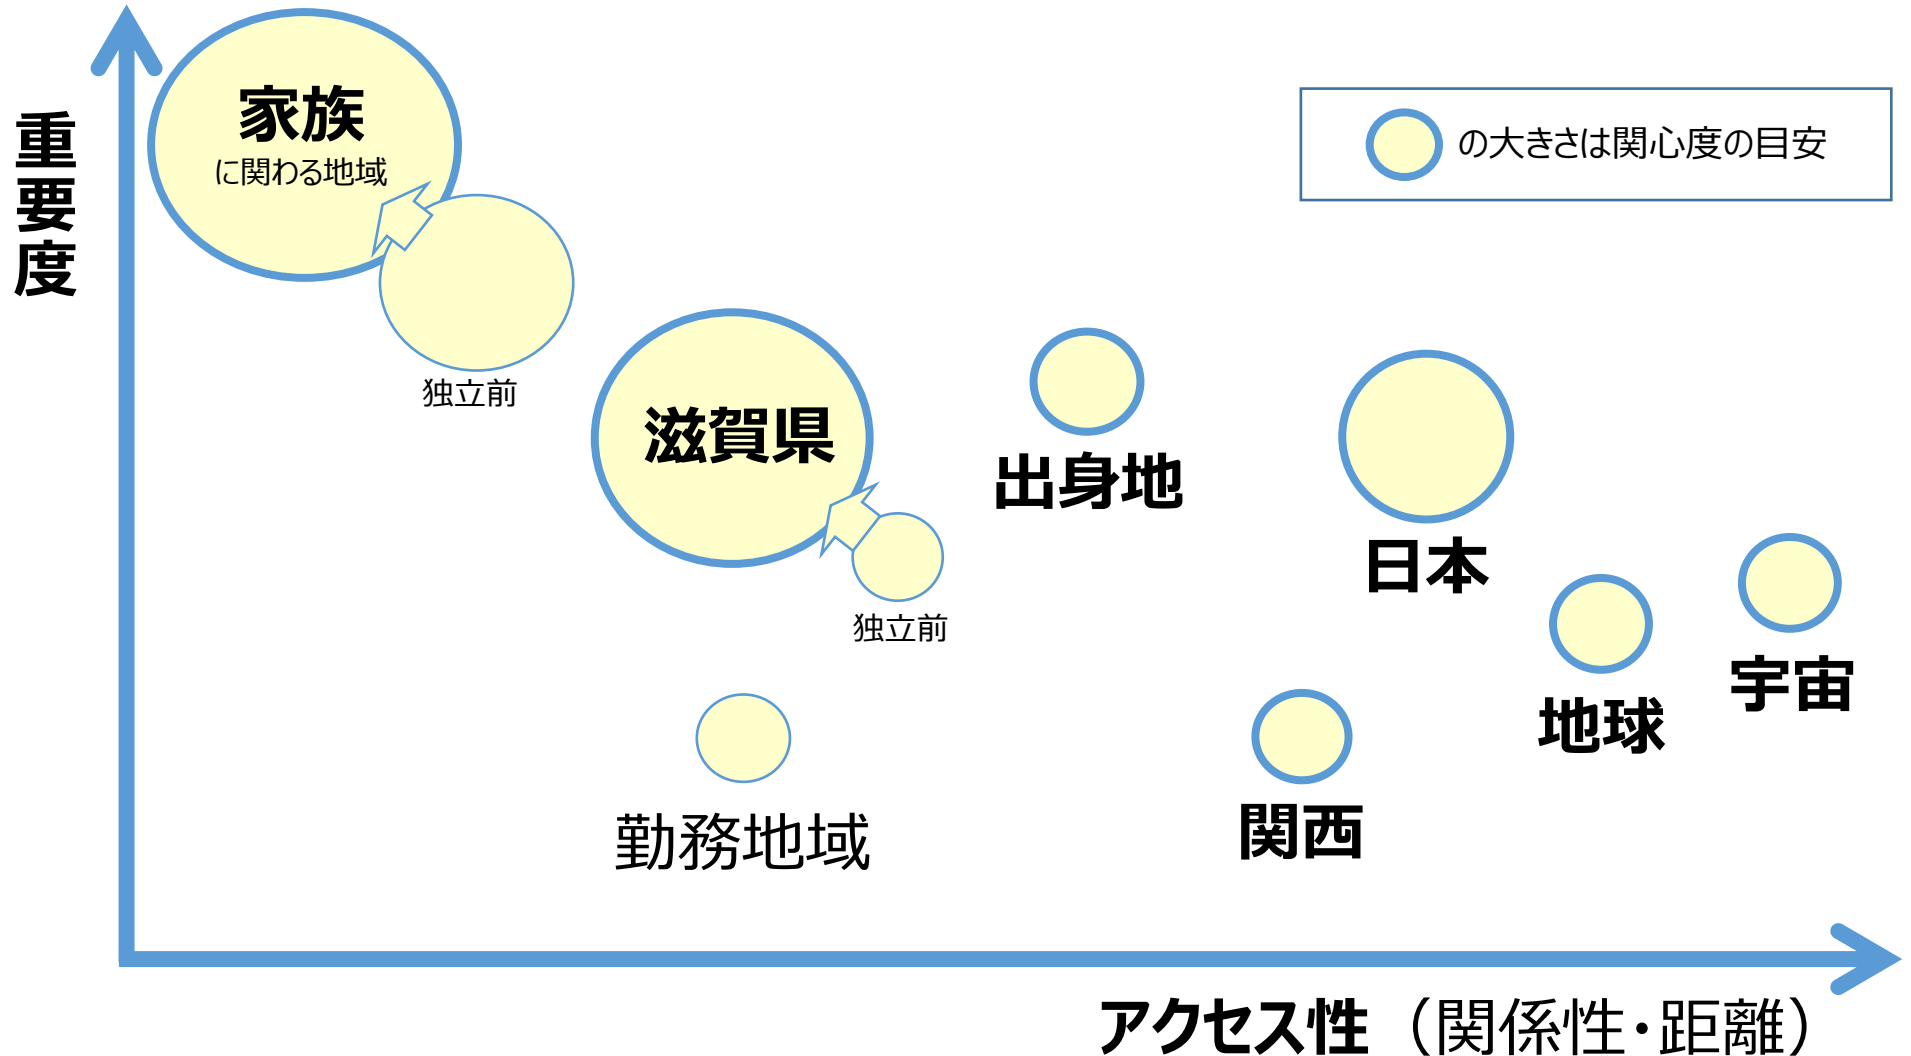 重要度
家族
に関わる地域
の大きさは関心度の目安
独立前
滋賀県
出身地
日本
独立前
宇宙
地球
関西
勤務地域
アクセス性（関係性・距離）